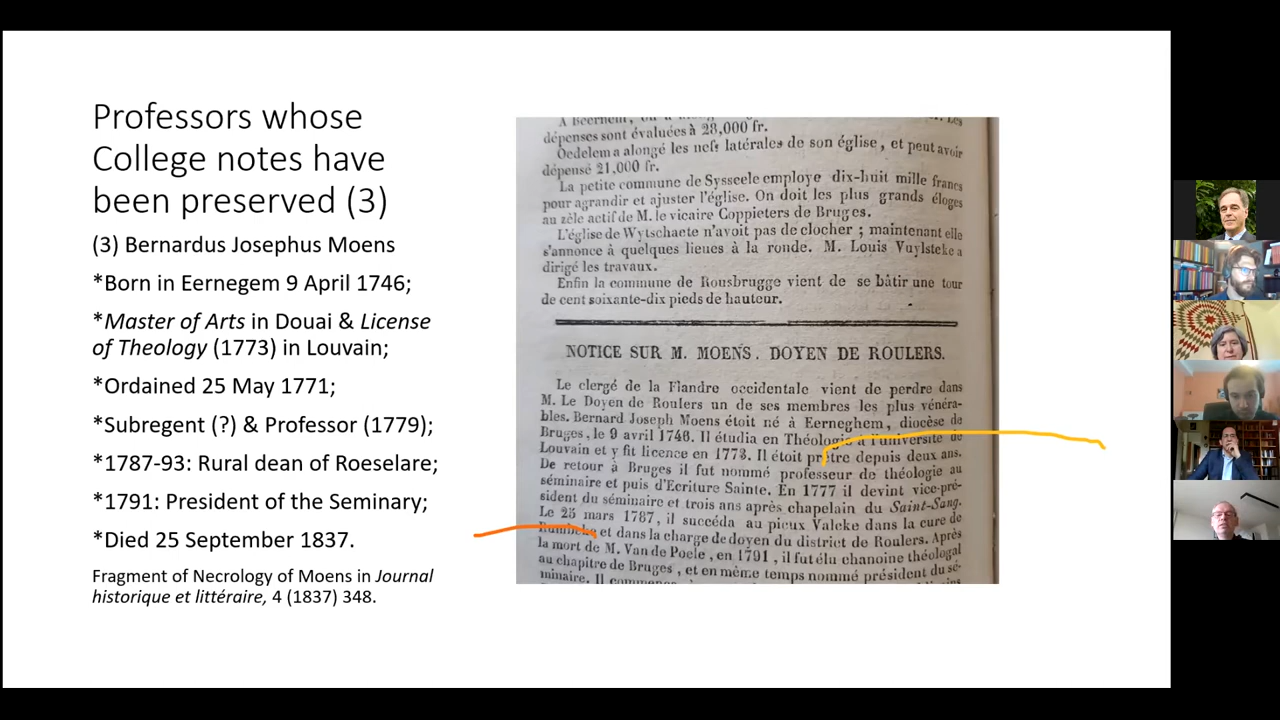 Professors whose
College notes have
been preserved (3)
(3) Bernardus Josephus Moens
*Born in Eernegem 9 April 1746;
*Master of Arts in Douai & License
of Theology (1773) in Louvain;
*Ordained 25 May 1771;
*Subregent (?) & Professor (1779);
*1787-93: Rural dean of Roeselare;
*1791: President of the Seminary;
*Died 25 September 1837.
Fragment of Necrology of Moens in Journal
historique et littéraire, 4 (1837) 348.
dépenses sont évaluées à 28,000 fr.
Oedelem a alongé les nefs latérales de son église, et peut avoir
dépensé 21,000 fr.
La petite commune de Sysseele employe dix-huit mille francs
pour agrandir et ajuster l'église. On doit les plus grands éloges
au zèle actif de M. le vicaire Coppieters de Bruges.
L'église de Wytschaete n'avoit pas de clocher ; maintenant elle
s'annonce à quelques lieues à la ronde. M. Louis Vuylsteke a
dirigé les travaux.
Enfin la commune de Rousbrugge vient de se bâtir une tour
de cent soixante-dix pieds de hauteur.
NOTICE SUR M. MOENS, DOYEN DE ROULERS.
Le clergé de la Flandre occidentale vient de perdre dans
M. Le Doyen de Roulers un de ses membres les plus vénéra-
bles. Bernard Joseph Moens étoit né à Eerneghem, diocèse de
Bruges, le 9 avril 1746. Il étudia en Théologie à l'université de
Louvain et y fit licence en 1773. Il étoit prêtre depuis deux ans.
De retour à Bruges il fut nommé professeur de théologie au
séminaire et puis d'Ecriture Sainte. En 1777 il devint vice-pré-
sident du séminaire et trois ans après chapelain du Saint-Sang.
Le 25 mars 1787, il succéda au pieux Valcke dans la cure de
Rumbeke et dans la charge de doyen du district de Roulers. Après
la mort de M. Van de Poele, en 1791, il fut élu chanoine théologal
au chapitre de Bruges, et en même temps nommé président du sé-
minaire. Il